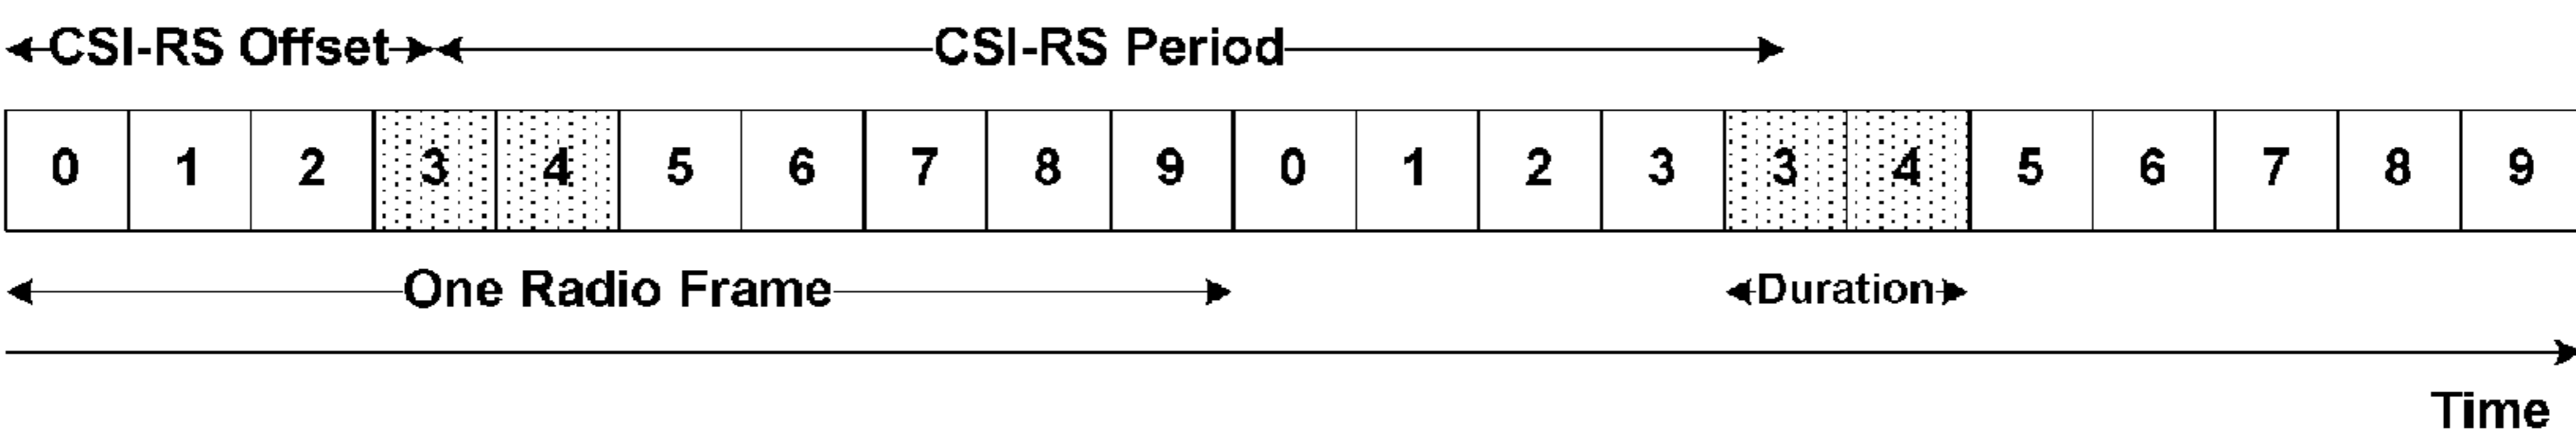 CSI-RS Offset CSI-RS Period
0 1 2 3 4 5 6 7 8 9 0 1 2 3 3 4 5 6 7 8 9
One Radio Frame Duration
Time